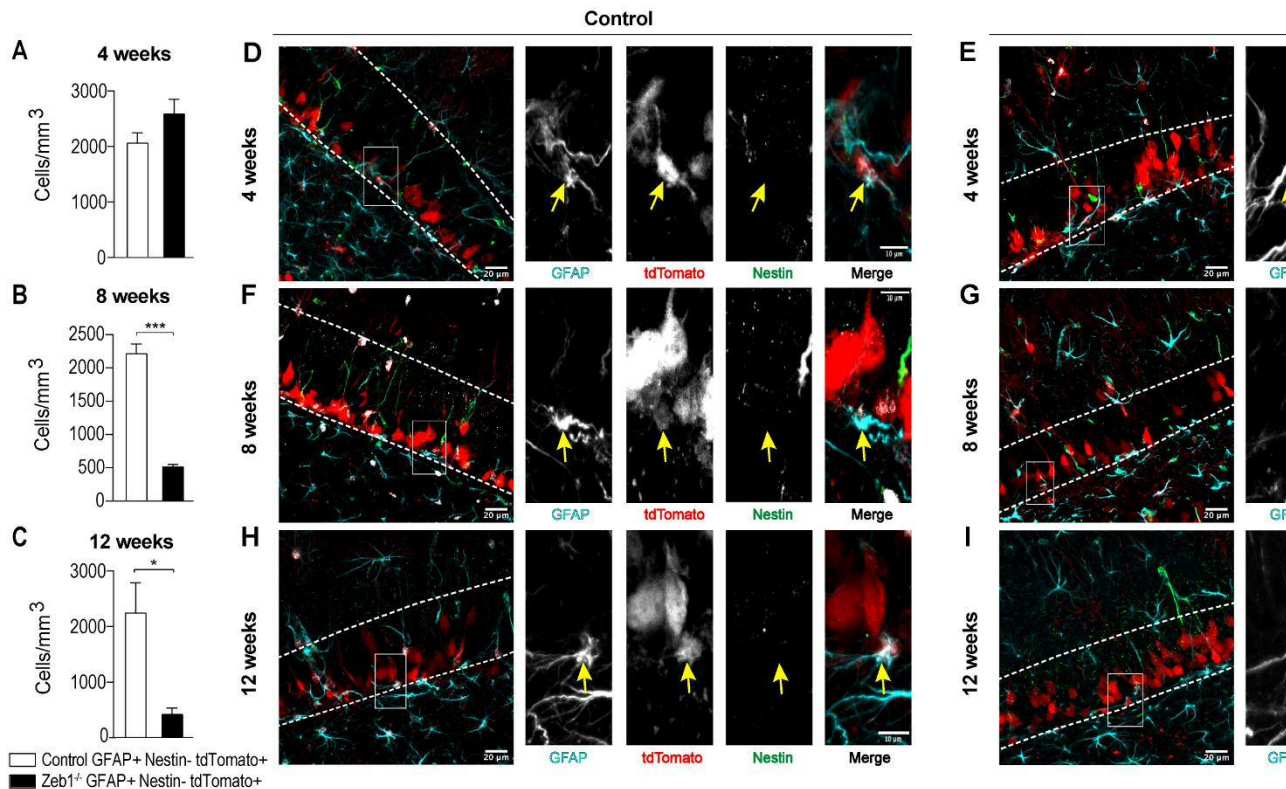 Control
A
4 weeks
3000
2000
1000
0
Cells/mm3
B
8 weeks
***
2500
2000
1500
1000
500
0
Cells/mm3
C
12 weeks
*
3000
2000
1000
0
Cells/mm3
Control GFAP+ Nestin- tdTomato+
Zeb1-/- GFAP+ Nestin- tdTomato+
D
4 weeks
20 µm
10 µm
GFAP tdTomato Nestin Merge
E
4 weeks
20 µm
GF
F
8 weeks
20 µm
10 µm
GFAP tdTomato Nestin Merge
G
8 weeks
20 µm
GF
H
12 weeks
20 µm
10 µm
GFAP tdTomato Nestin Merge
I
12 weeks
20 µm
GF